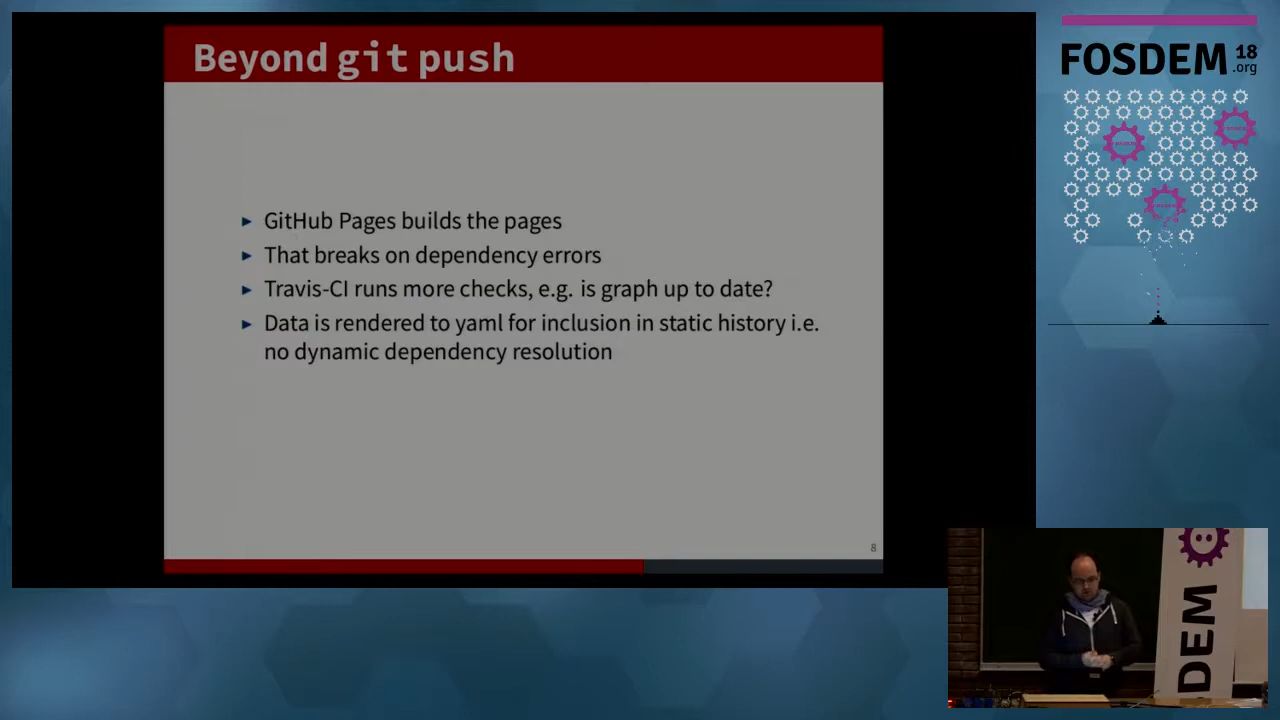 Beyond git push
GitHub Pages builds the pages
That breaks on dependency errors
Travis-CI runs more checks, e.g. is graph up to date?
Data is rendered to yaml for inclusion in static history i.e.
no dynamic dependency resolution
8
FOSDEM 18
.org
DEM